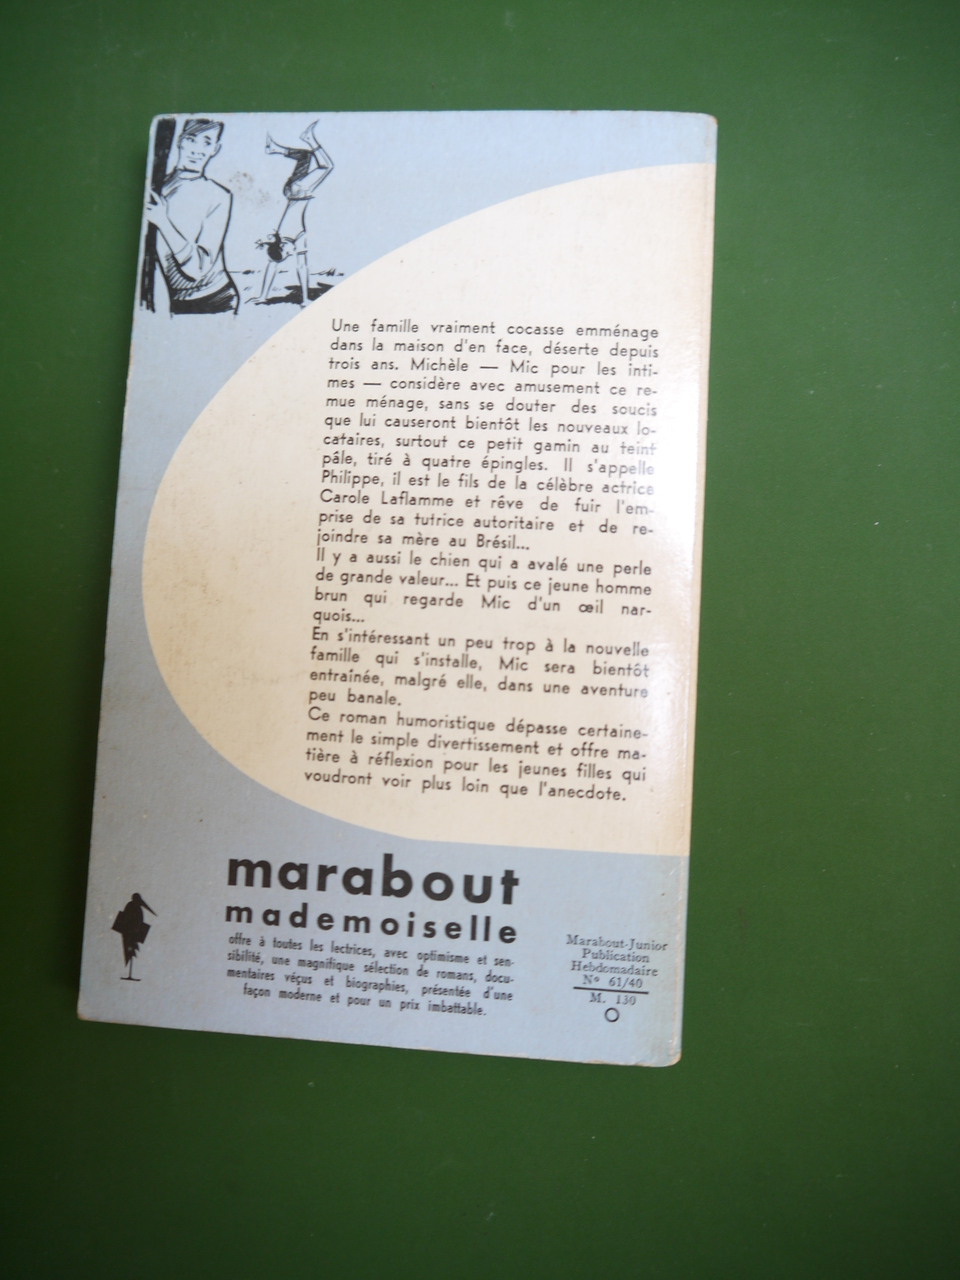 Une famille vraiment cocasse emménage
dans la maison d'en face, déserte depuis
trois ans. Michèle — Mic pour les inti-
mes — considère avec amusement ce re-
mue ménage, sans se douter des soucis
que lui causeront bientôt les nouveaux lo-
cataires, surtout ce petit gamin au teint
pâle, tiré à quatre épingles. Il s'appelle
Philippe, il est le fils de la célèbre actrice
Carole Laflamme et rêve de fuir l'em-
prise de sa tutrice autoritaire et de re-
joindre sa mère au Brésil...
Il y a aussi le chien qui a avalé une perle
de grande valeur... Et puis ce jeune homme
brun qui regarde Mic d'un œil nar-
quois...
En s'intéressant un peu trop à la nouvelle
famille qui s'installe, Mic sera bientôt
entraînée, malgré elle, dans une aventure
peu banale.
Ce roman humoristique dépasse certaine-
ment le simple divertissement et offre ma-
tière à réflexion pour les jeunes filles qui
voudront voir plus loin que l'anecdote.
marabout
mademoiselle
offre à toutes les lectrices, avec optimisme et sen-
sibilité, une magnifique sélection de romans, docu-
mentaires véçus et biographies, présentée d'une
façon moderne et pour un prix imbattable.
Marabout-Junior
Publication
Hebdomadaire
N° 61/40
M. 130